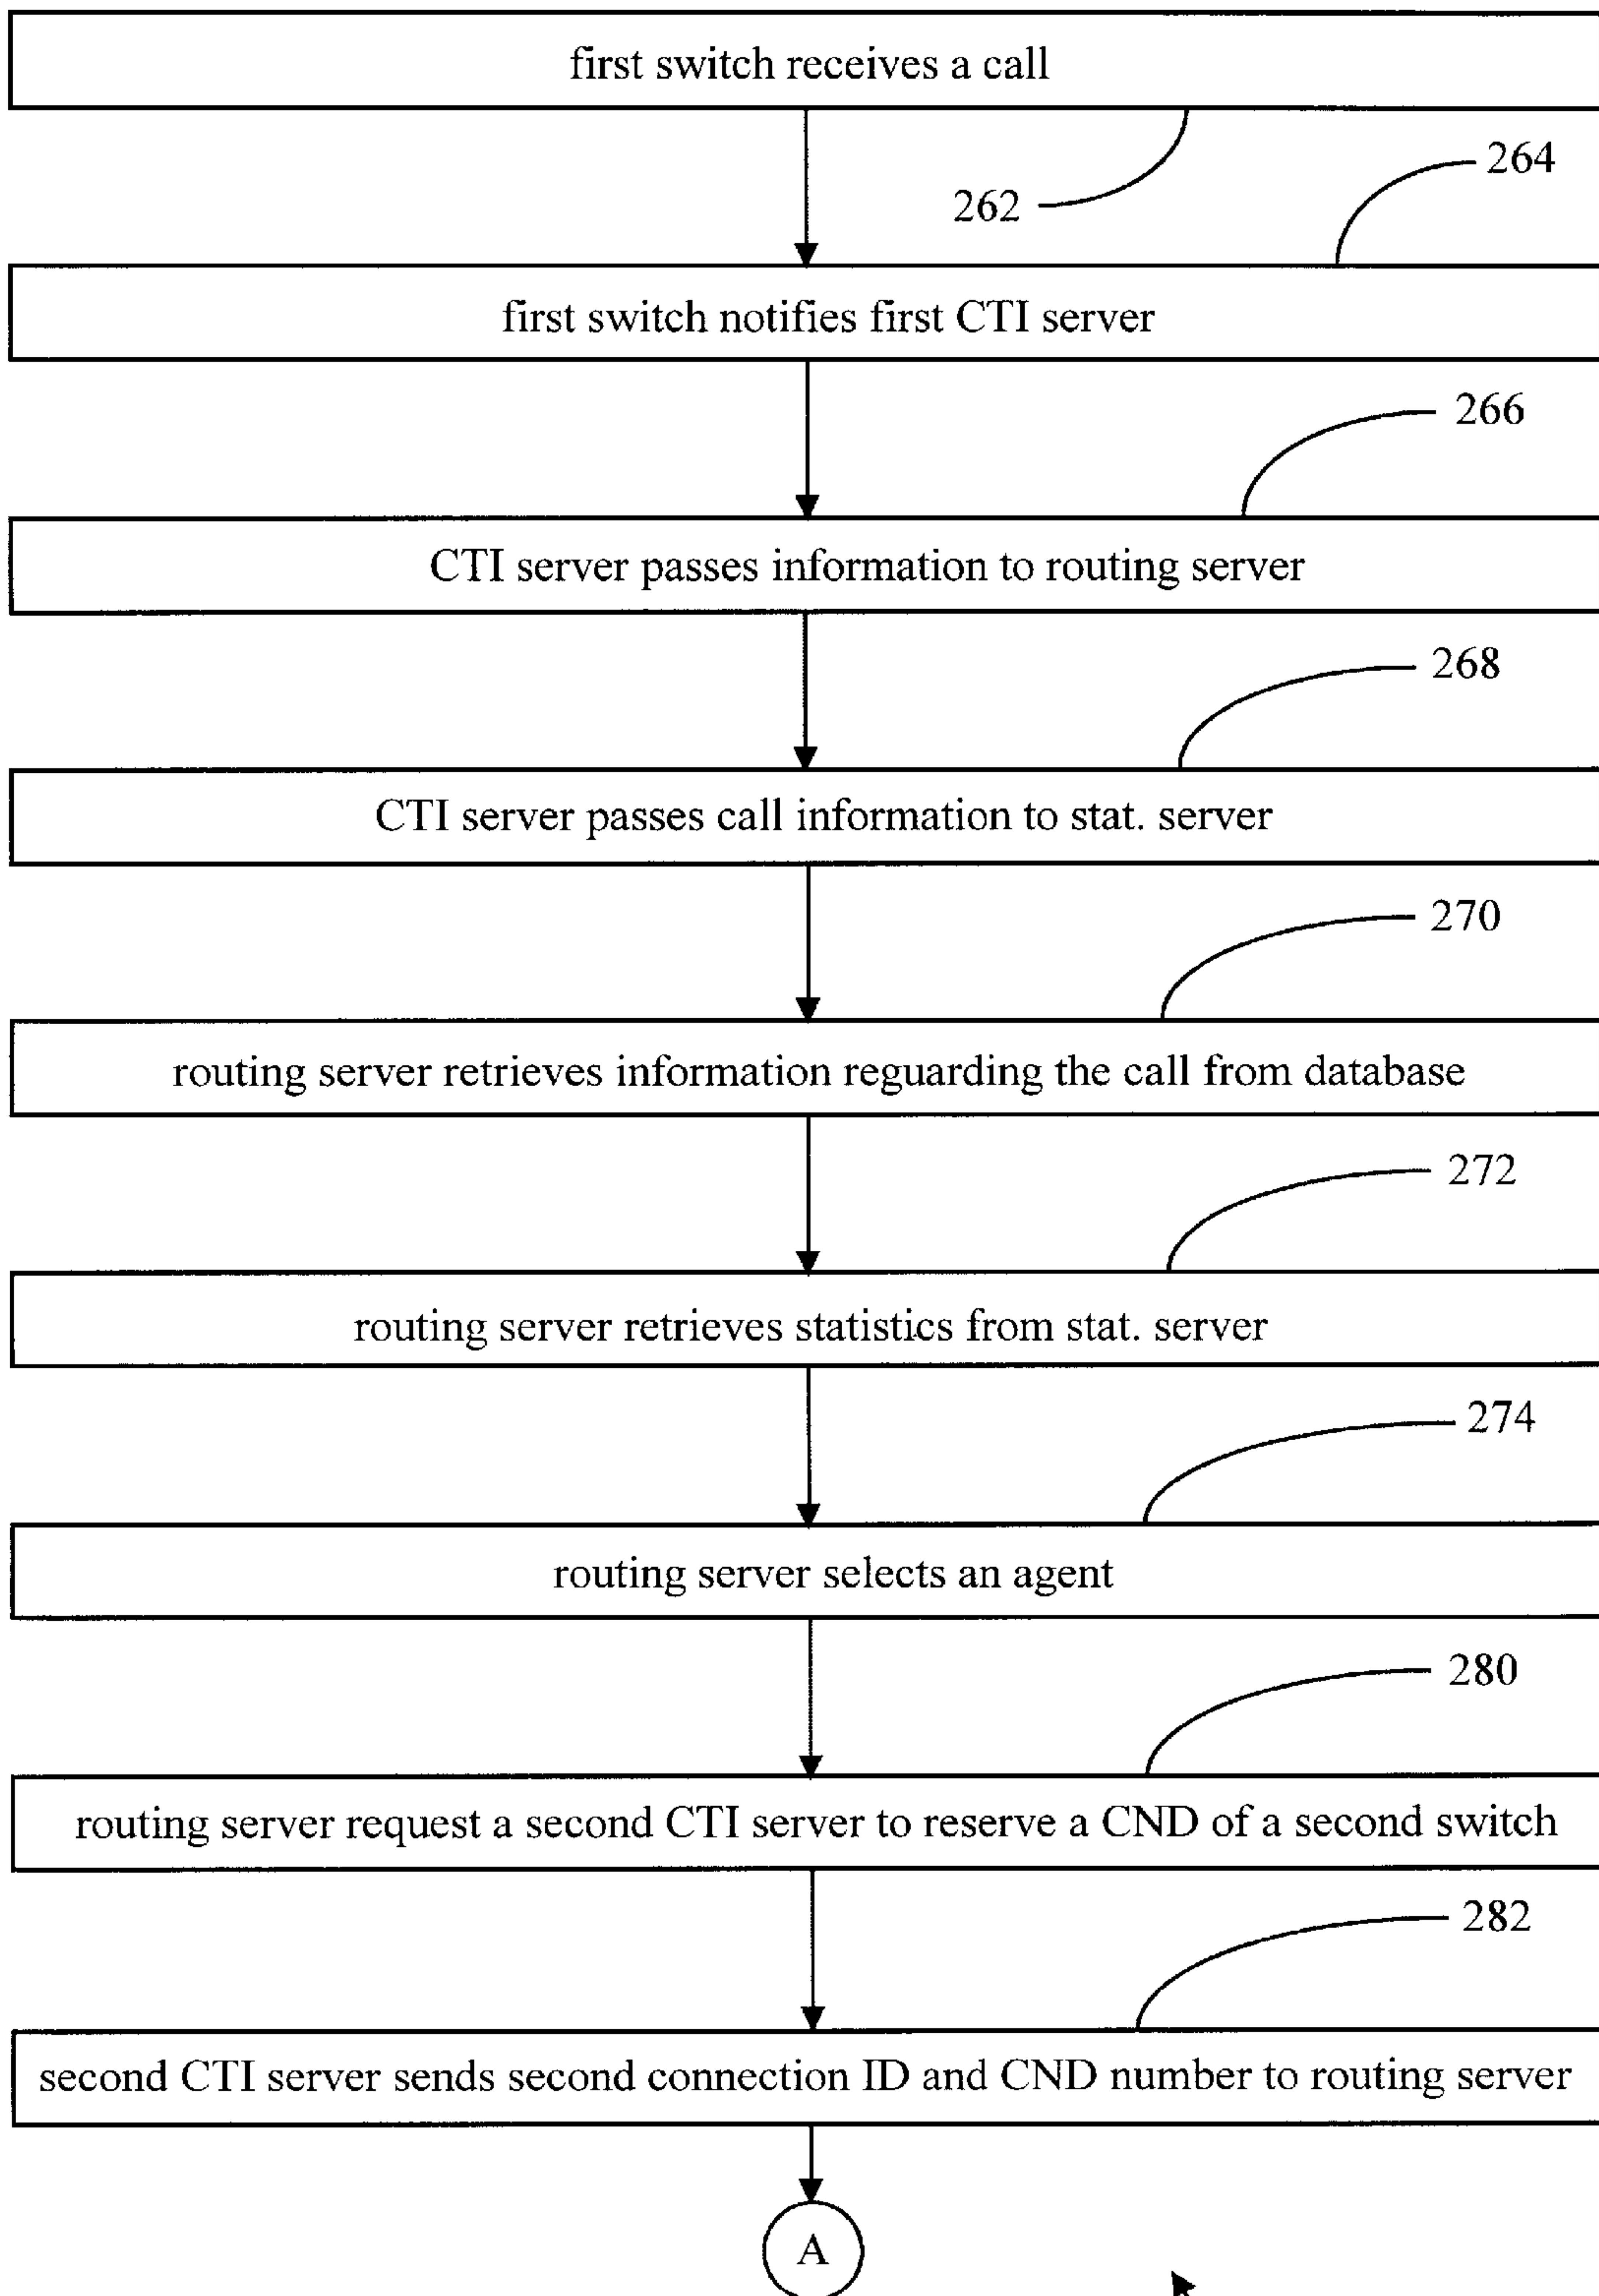 first switch receives a call
262
264
first switch notifies first CTI server
266
CTI server passes information to routing server
268
CTI server passes call information to stat. server
270
routing server retrieves information reguarding the call from database
272
routing server retrieves statistics from stat. server
274
routing server selects an agent
280
routing server request a second CTI server to reserve a CND of a second switch
282
second CTI server sends second connection ID and CND number to routing server
A